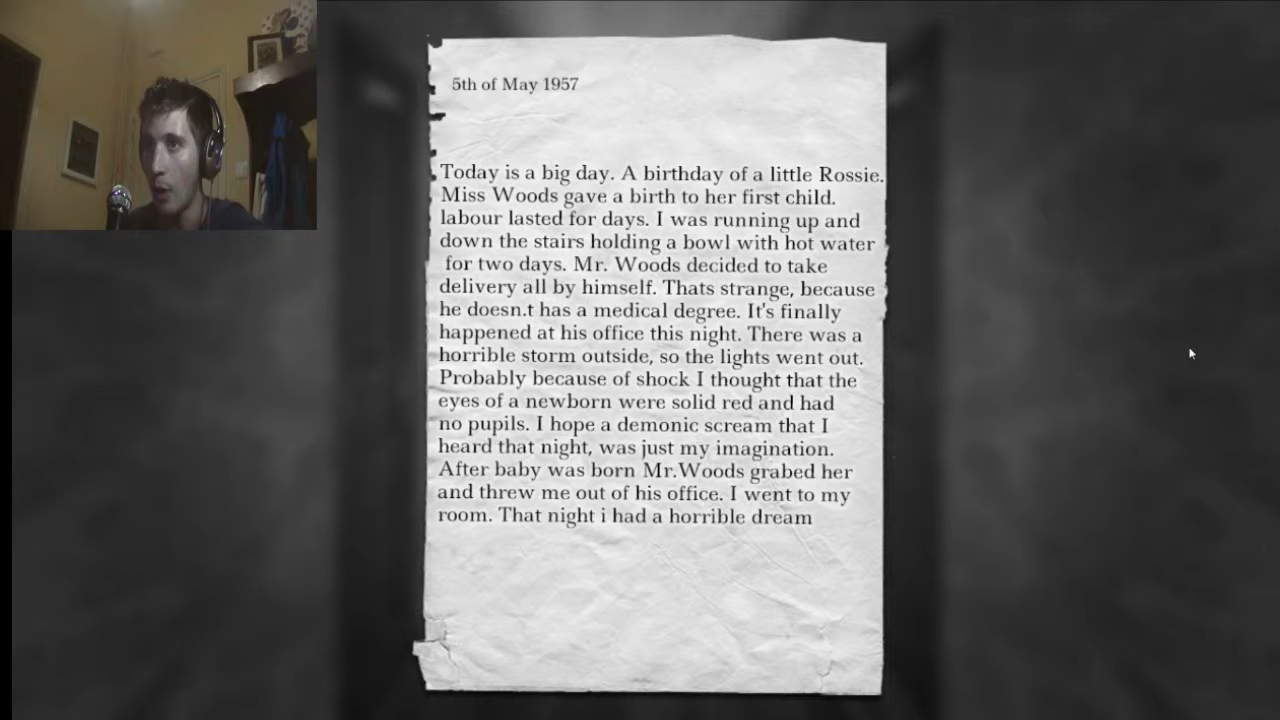 5th of May 1957
Today is a big day. A birthday of a little Rossie.
Miss Woods gave a birth to her first child.
labour lasted for days. I was running up and
down the stairs holding a bowl with hot water
for two days. Mr. Woods decided to take
delivery all by himself. Thats strange, because
he doesn.t has a medical degree. It's finally
happened at his office this night. There was a
horrible storm outside, so the lights went out.
Probably because of shock I thought that the
eyes of a newborn were solid red and had
no pupils. I hope a demonic scream that I
heard that night, was just my imagination.
After baby was born Mr.Woods grabed her
and threw me out of his office. I went to my
room. That night i had a horrible dream